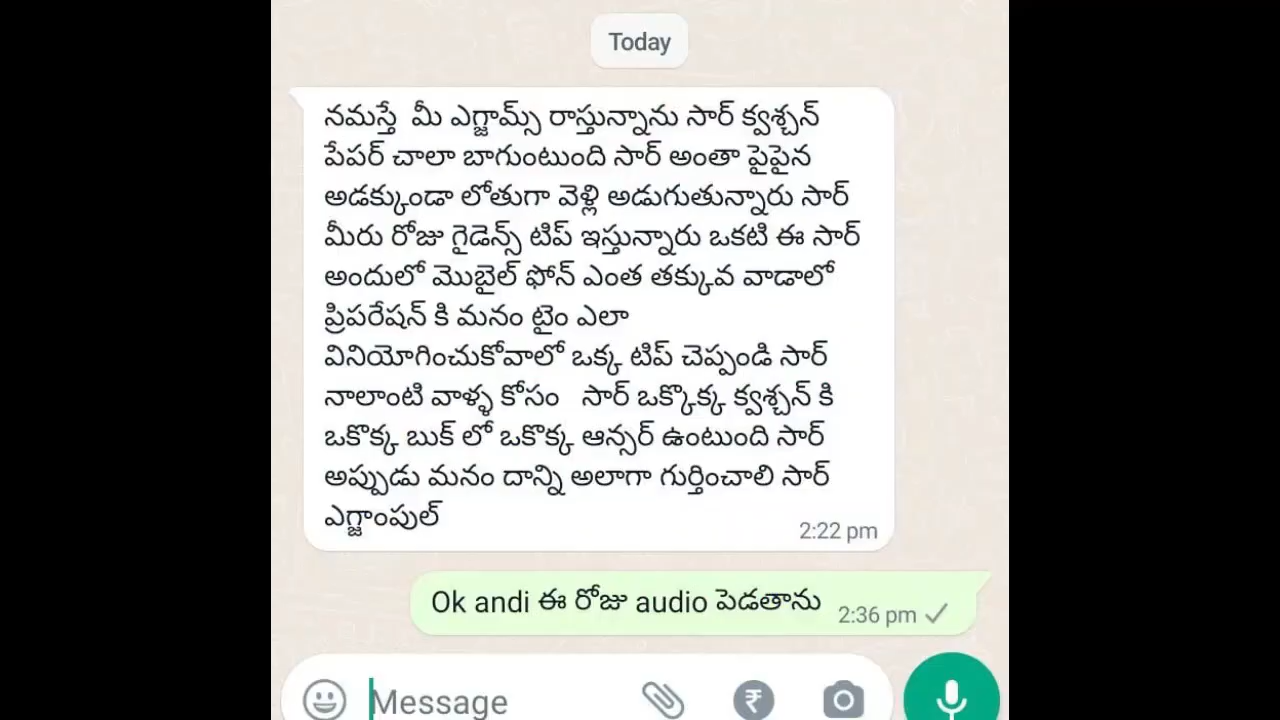 Today
నమస్తే మీ ఎగ్జామ్స్ రాస్తున్నాను సార్ క్వశ్చన్
పేపర్ చాలా బాగుంటుంది సార్ అంతా పైపైన
అడక్కుండా లోతుగా వెళ్లి అడుగుతున్నారు సార్
మీరు రోజు గైడెన్స్ టిప్ ఇస్తున్నారు ఒకటి ఈ సార్
అందులో మొబైల్ ఫోన్ ఎంత తక్కువ వాడాలో
ప్రిపరేషన్ కి మనం టైం ఎలా
వినియోగించుకోవాలో ఒక్క టిప్ చెప్పండి సార్
నాలాంటి వాళ్ళ కోసం సార్ ఒక్కొక్క క్వశ్చన్ కి
ఒకొక్క బుక్ లో ఒకొక్క ఆన్సర్ ఉంటుంది సార్
అప్పుడు మనం దాన్ని అలాగా గుర్తించాలి సార్
ఎగ్జాంపుల్
2:22 pm
Ok andi ఈ రోజు audio పెడతాను
2:36 pm
Message